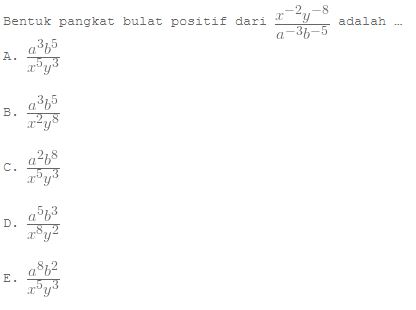 Bentuk pangkat bulat positif dari $\frac{x^{-2}y^{-8}}{a^{-3}b^{-5}}$ adalah …
A. $\frac{a^3b^5}{x^5y^3}$
B. $\frac{a^3b^5}{x^2y^8}$
C. $\frac{a^2b^8}{x^5y^3}$
D. $\frac{a^5b^3}{x^8y^2}$
E. $\frac{a^8b^2}{x^5y^3}$